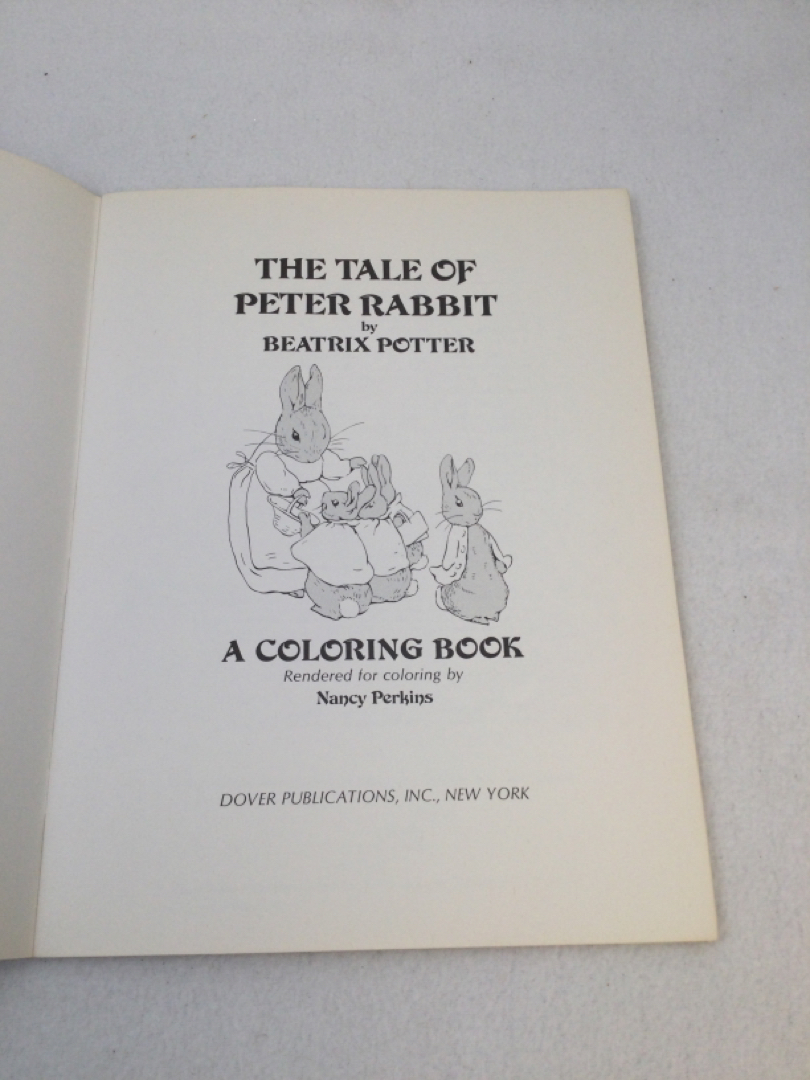 THE TALE OF
PETER RABBIT
by
BEATRIX POTTER
A COLORING BOOK
Rendered for coloring by
Nancy Perkins
DOVER PUBLICATIONS, INC., NEW YORK